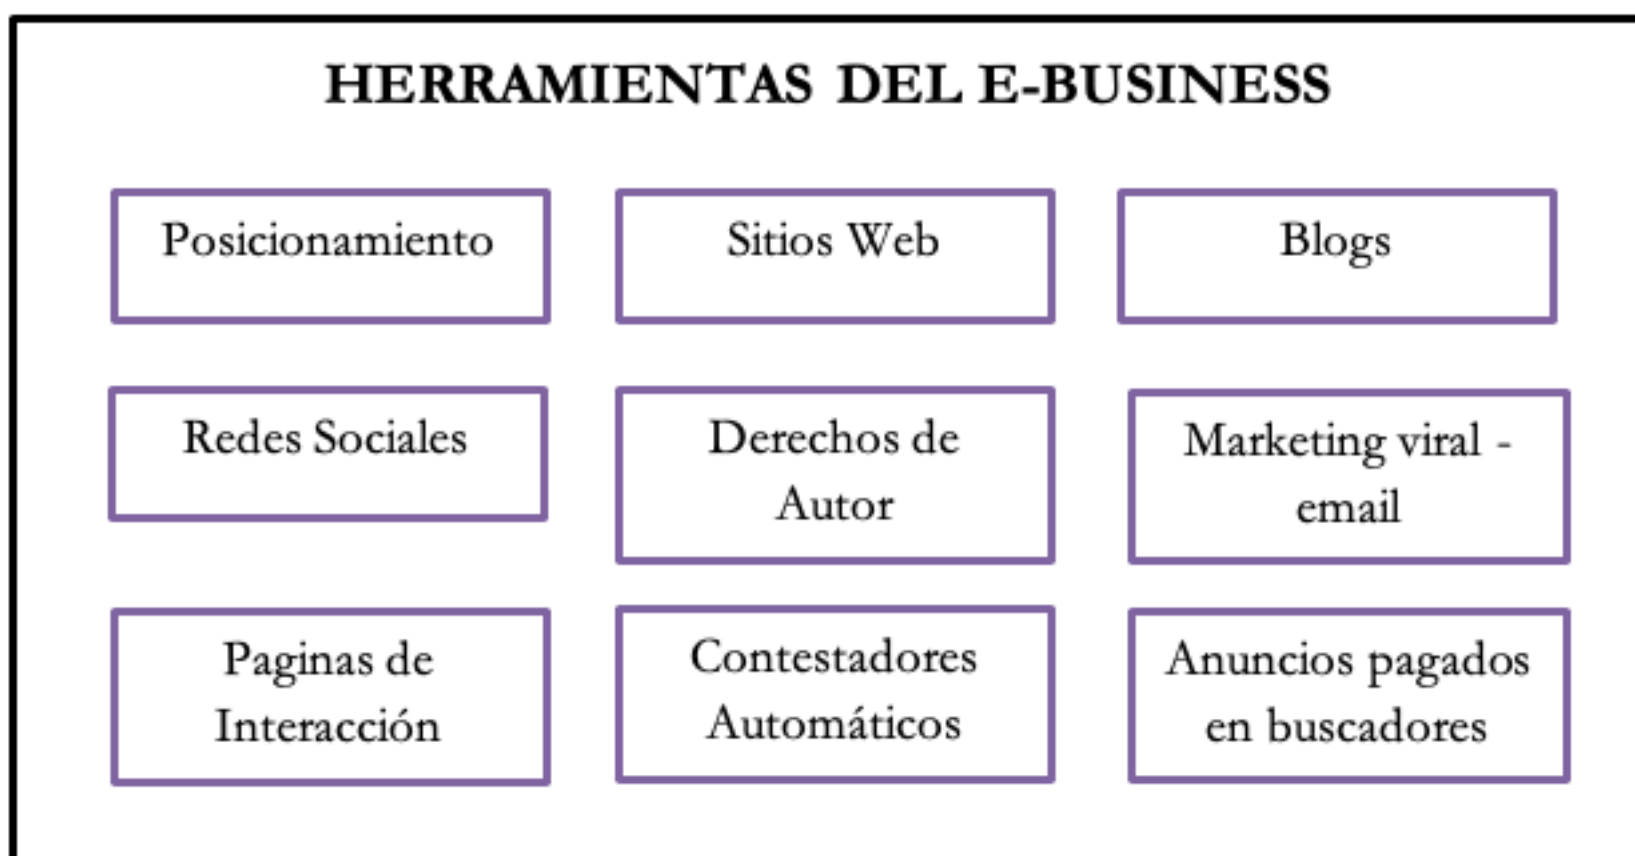 HERRAMIENTAS DEL E-BUSINESS
Posicionamiento
Sitios Web
Blogs
Redes Sociales
Derechos de
Autor
Marketing viral -
email
Paginas de
Interacción
Contestadores
Automáticos
Anuncios pagados
en buscadores